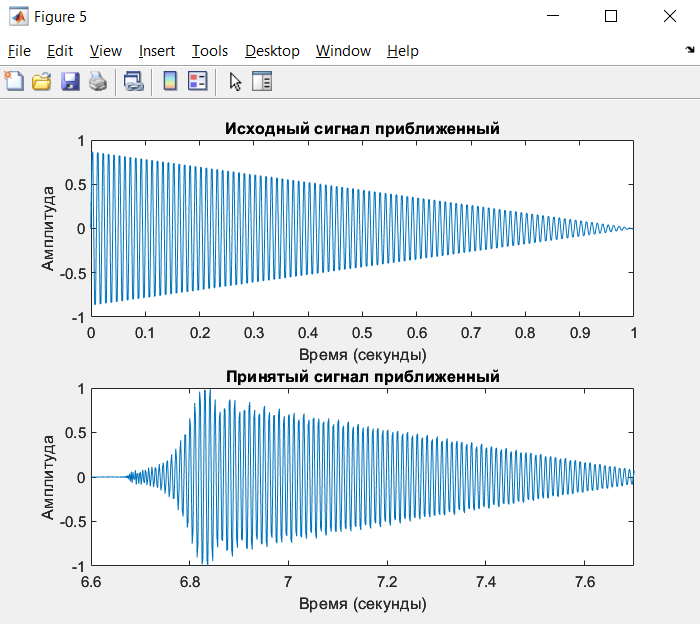 Figure 5
File Edit View Insert Tools Desktop Window Help
Исходный сигнал приближенный
1
0.5
0
-0.5
-1
Амплитуда
0 0.1 0.2 0.3 0.4 0.5 0.6 0.7 0.8 0.9 1
Время (секунды)
Принятый сигнал приближенный
1
0.5
0
-0.5
-1
Амплитуда
6.6 6.8 7 7.2 7.4 7.6
Время (секунды)